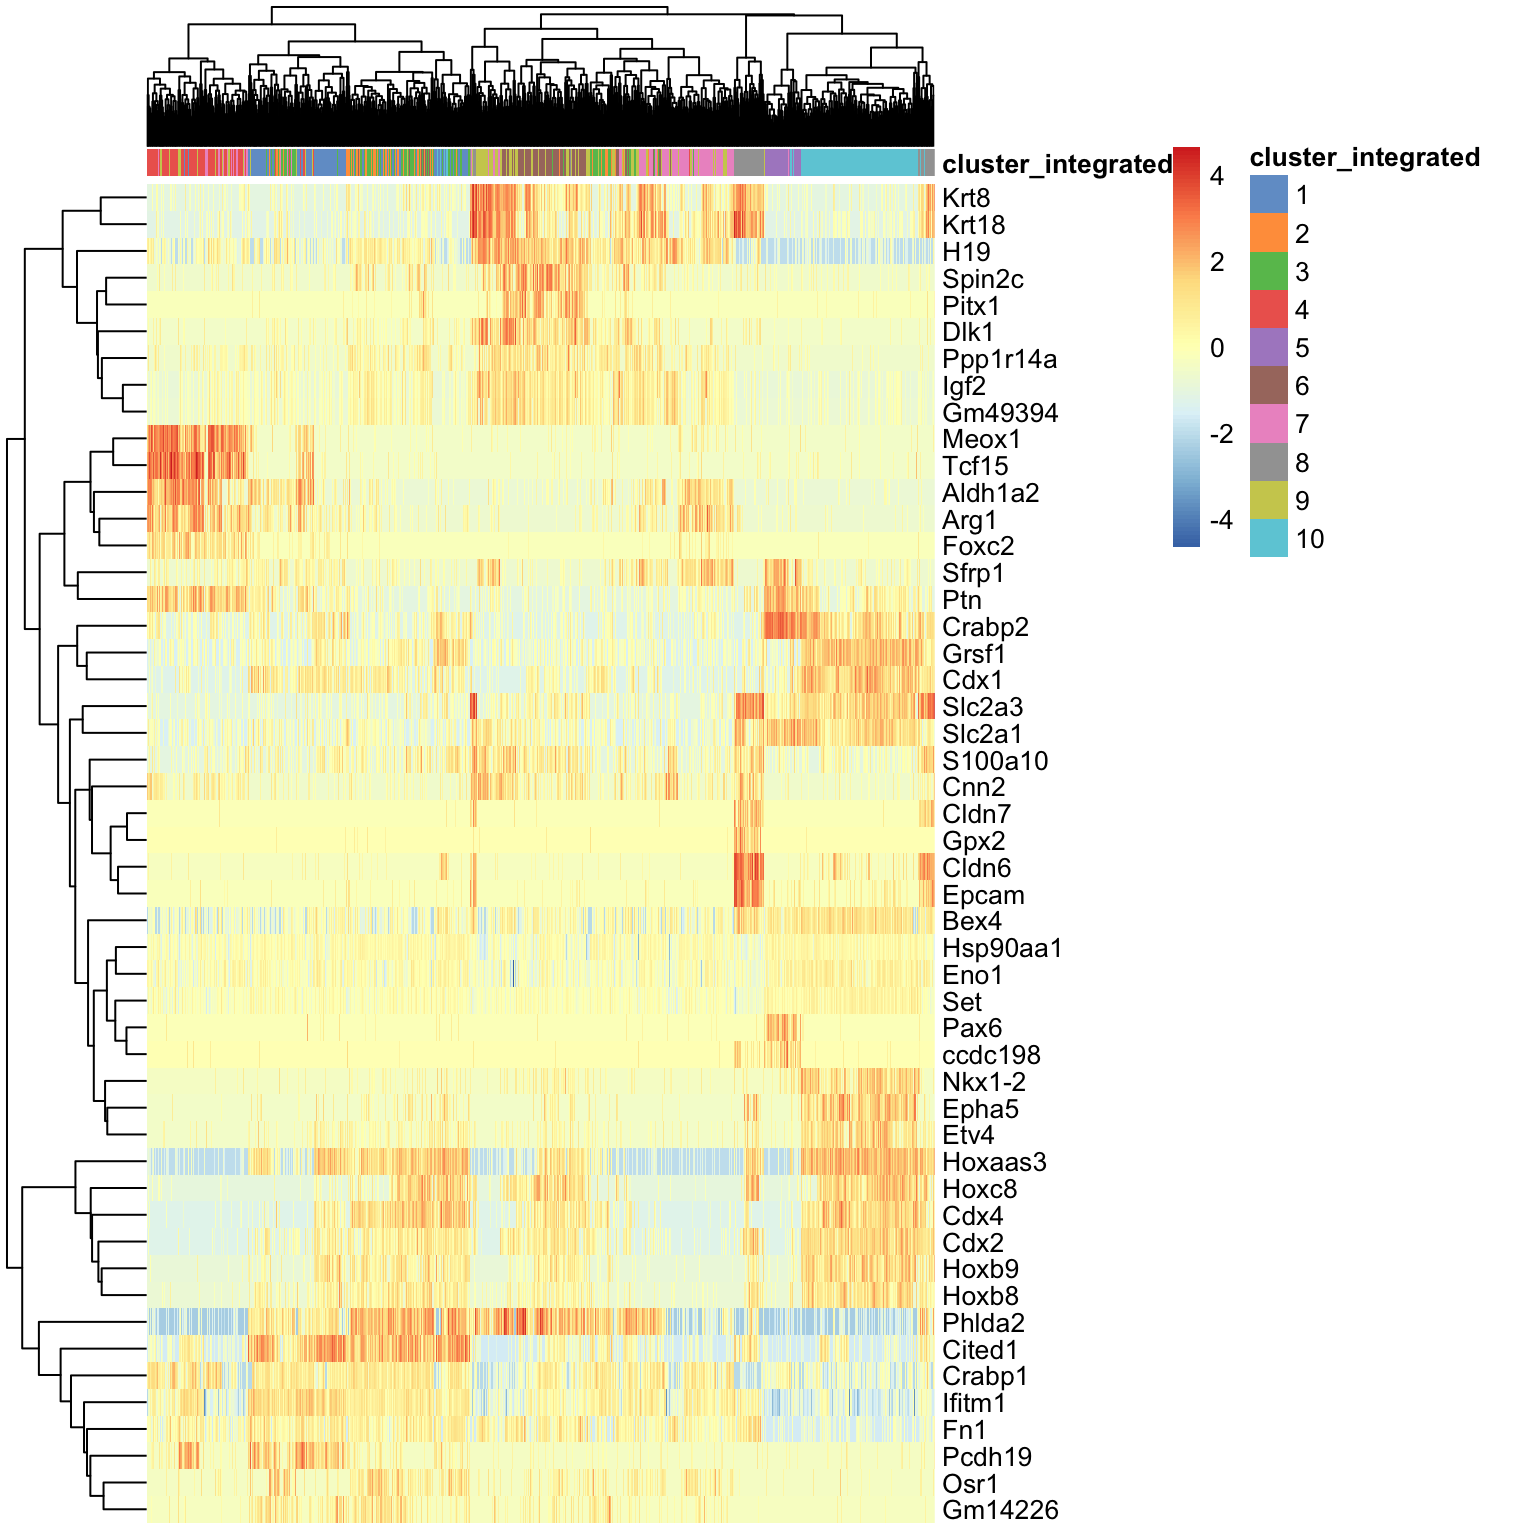 cluster_integrated
cluster_integrated
4
2
0
-2
-4
1
2
3
4
5
6
7
8
9
10
Krt8
Krt18
H19
Spin2c
Pitx1
Dlk1
Ppp1r14a
Igf2
Gm49394
Meox1
Tcf15
Aldh1a2
Arg1
Foxc2
Sfrp1
Ptn
Crabp2
Grsf1
Cdx1
Slc2a3
Slc2a1
S100a10
Cnn2
Cldn7
Gpx2
Cldn6
Epcam
Bex4
Hsp90aa1
Eno1
Set
Pax6
ccdc198
Nkx1-2
Epha5
Etv4
Hoxaas3
Hoxc8
Cdx4
Cdx2
Hoxb9
Hoxb8
Phlda2
Cited1
Crabp1
Ifitm1
Fn1
Pcdh19
Osr1
Gm14226